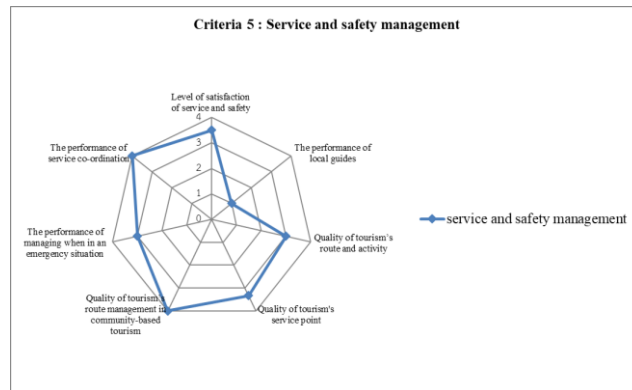 Criteria 5 : Service and safety management
Level of satisfaction
of service and safety
4
3
2
1
0
The performance of
local guides
Quality of tourism's
route and activity
Quality of tourism's
service point
Quality of tourism's
route management in
community-based
tourism
The performance of
managing when in an
emergency situation
The performance of
service co-ordination
service and safety management